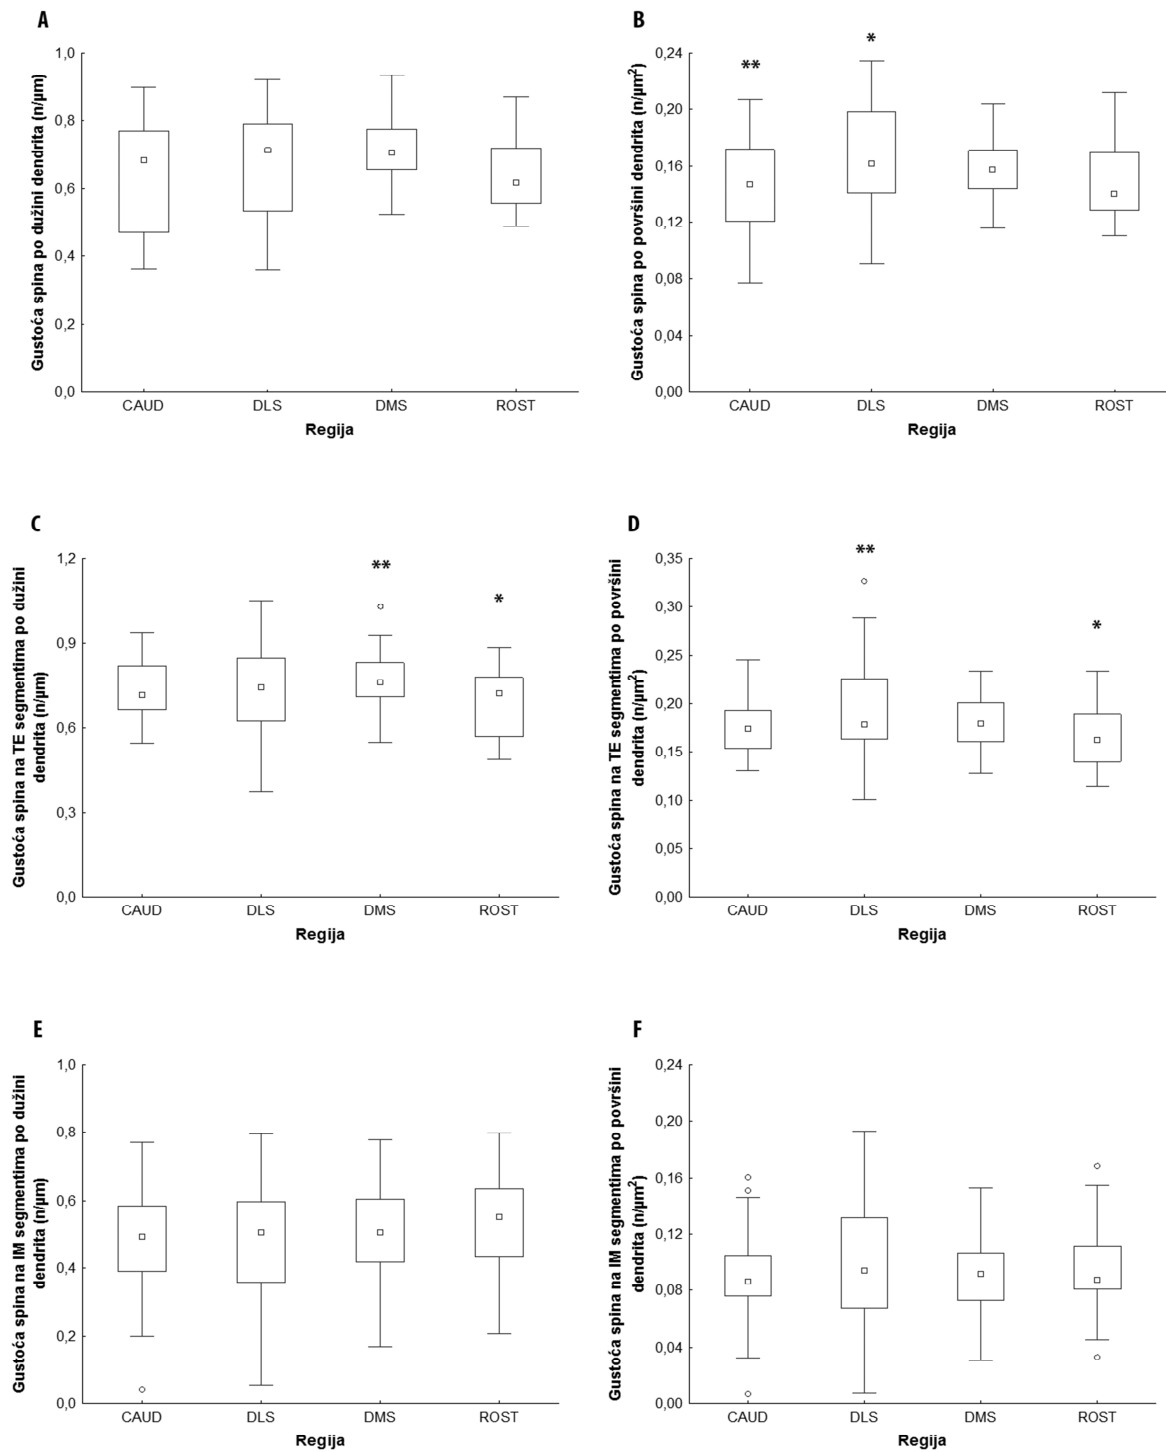 A
Gustoća spina po dužini dendrita (n/µm)
1,0
0,8
0,6
0,4
0,2
0,0
CAUD DLS DMS ROST
Regija
B
Gustoća spina po površini dendrita (n/µm²)
** *
0,24
0,20
0,16
0,12
0,08
0,04
0,00
CAUD DLS DMS ROST
Regija
C
Gustoća spina na TE segmentima po dužini
dendrita (n/µm)
** *
1,2
0,9
0,6
0,3
0,0
CAUD DLS DMS ROST
Regija
D
Gustoća spina na TE segmentima po površini
dendrita (n/µm²)
** *
0,35
0,30
0,25
0,20
0,15
0,10
0,05
0,00
CAUD DLS DMS ROST
Regija
E
Gustoća spina na IM segmentima po dužini
dendrita (n/µm)
1,0
0,8
0,6
0,4
0,2
0,0
CAUD DLS DMS ROST
Regija
F
Gustoća spina na IM segmentima po površini
dendrita (n/µm²)
0,24
0,20
0,16
0,12
0,08
0,04
0,00
CAUD DLS DMS ROST
Regija